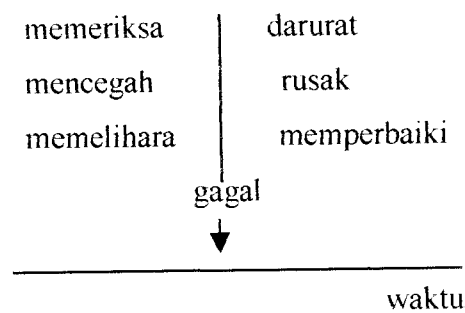 memeriksa darurat
mencegah rusak
memelihara memperbaiki
gagal
waktu